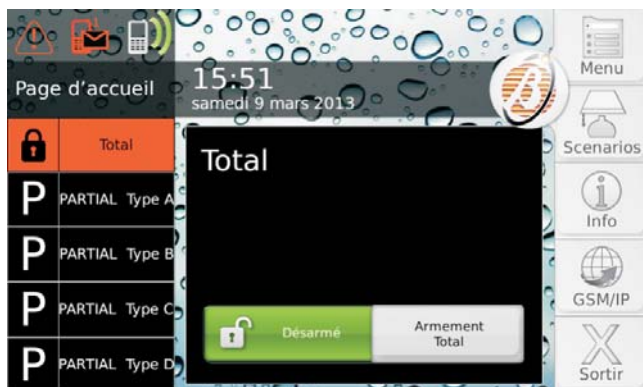 Page d'accueil
15:51
samedi 9 mars 2013
Total
P PARTIAL Type A
P PARTIAL Type B
P PARTIAL Type C
P PARTIAL Type D
Total
Désarmé
Armement
Total
Menu
Scenarios
Info
GSM/IP
Sortir